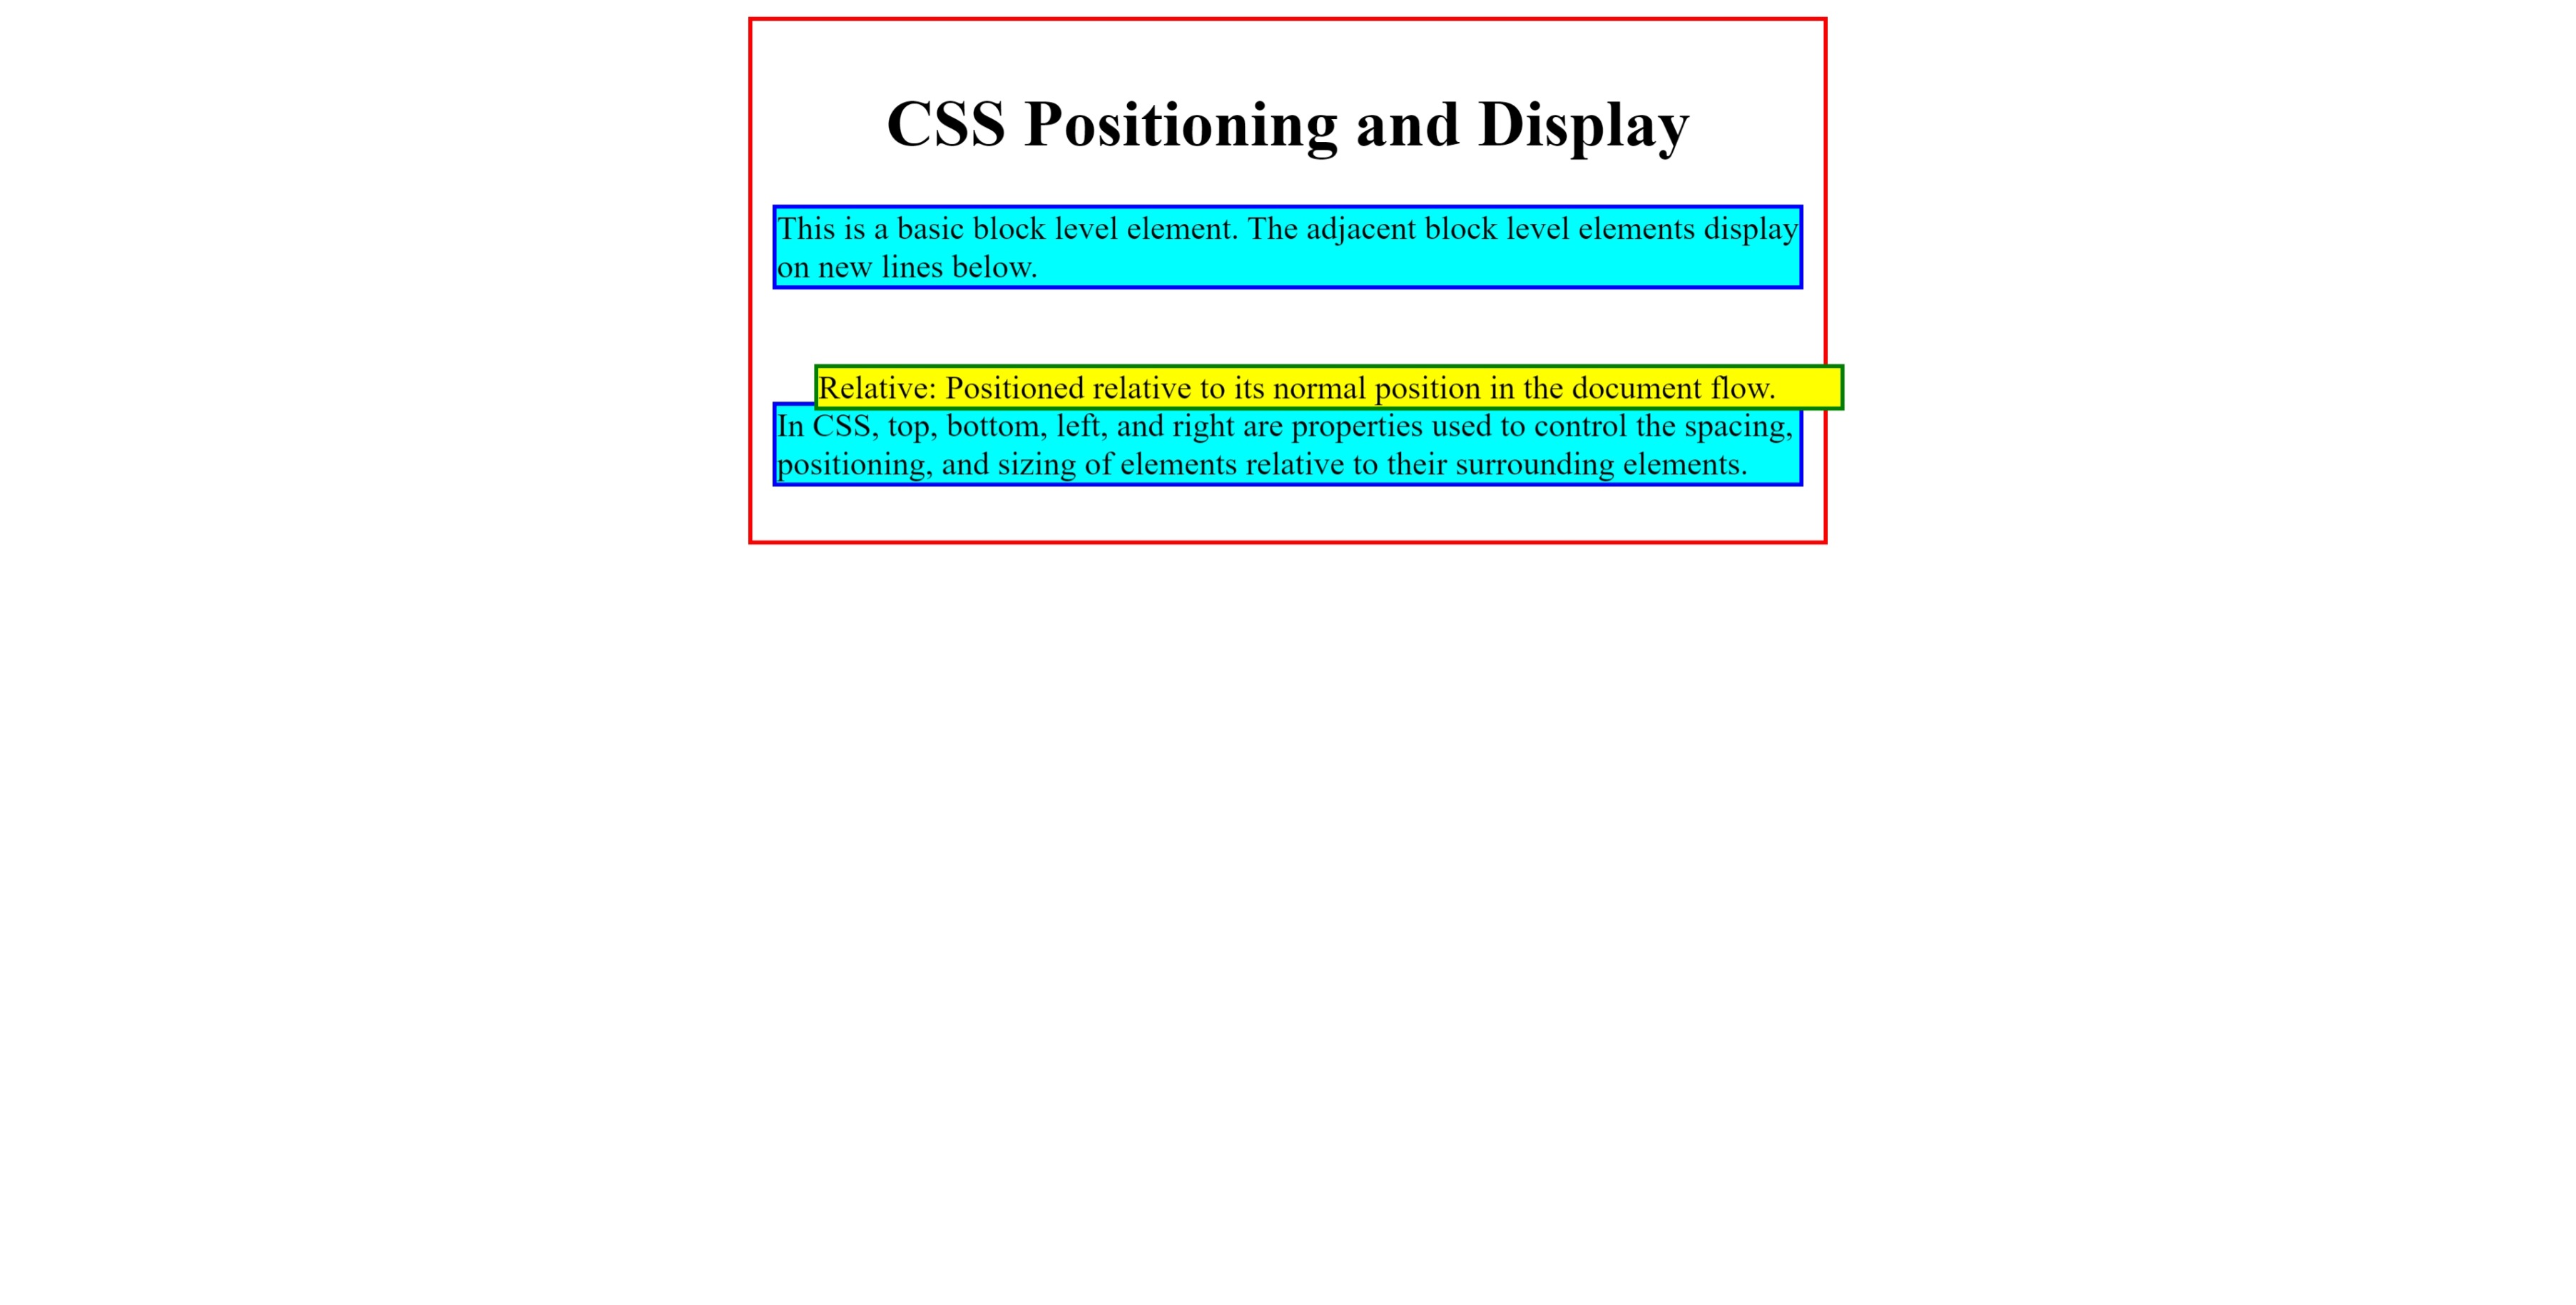 CSS Positioning and Display
This is a basic block level element. The adjacent block level elements display
on new lines below.
Relative: Positioned relative to its normal position in the document flow.
In CSS, top, bottom, left, and right are properties used to control the spacing,
positioning, and sizing of elements relative to their surrounding elements.